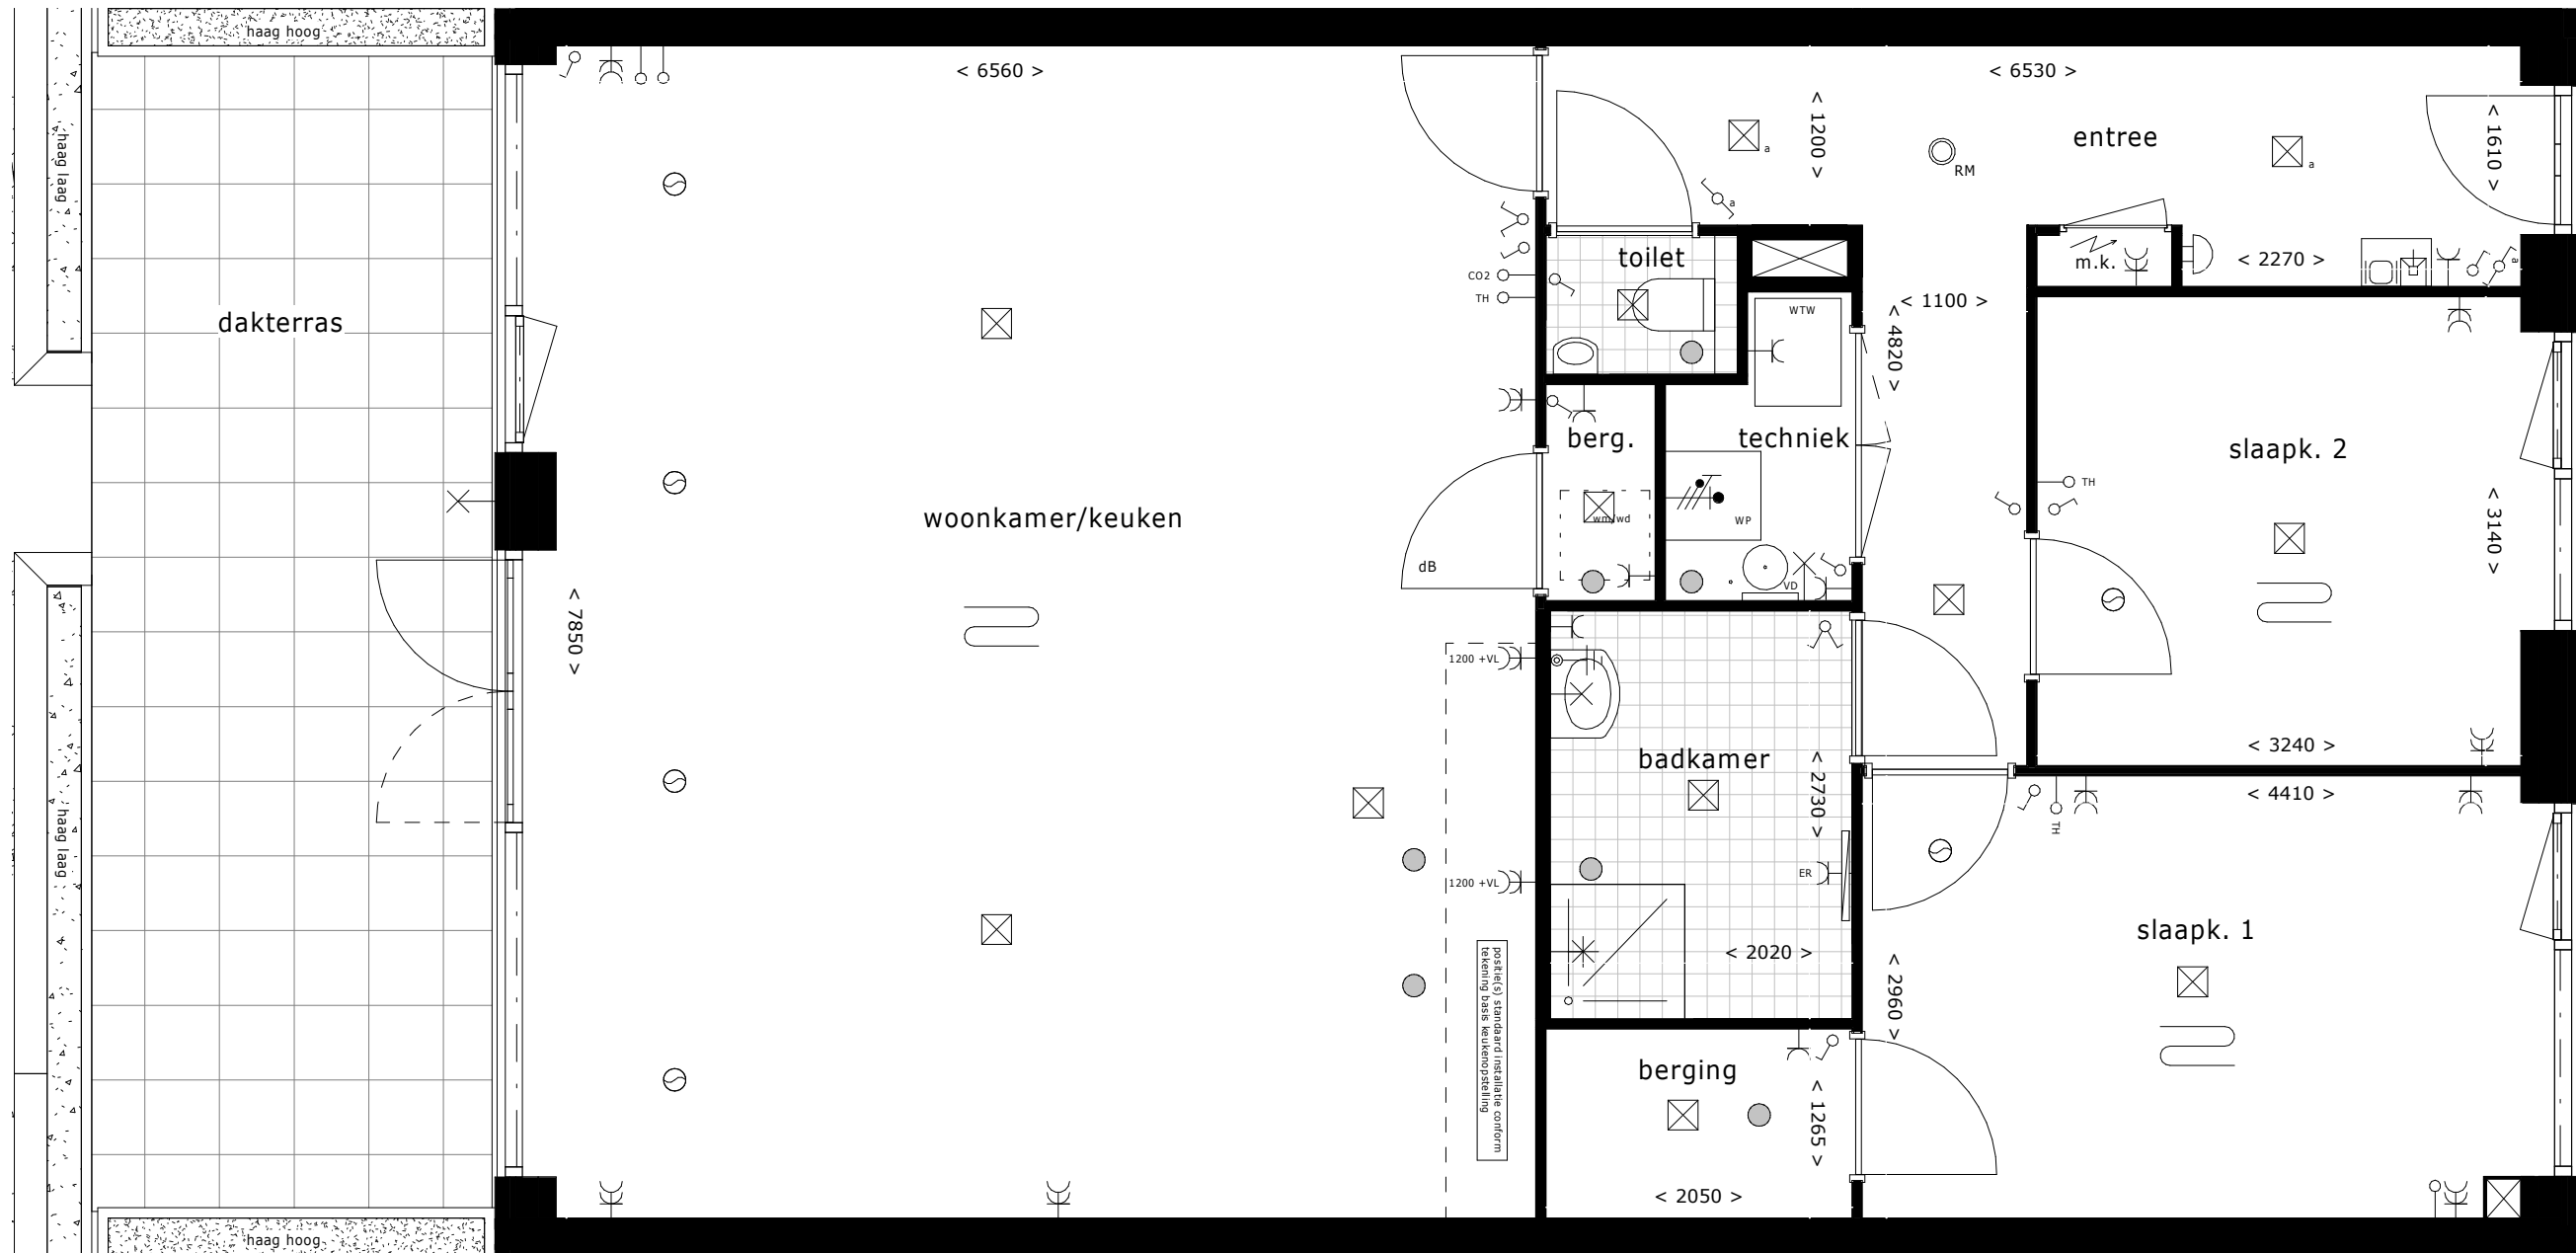 haag hoog
< 6560 >
< 6530 >
haag laag
< 1200 >
entree
< 1610 >
a
RM
a
a
toilet
m.k.
< 2270 >
a
CO2
TH
< 1100 >
WTW
dakterras
< 4820 >
berg.
techniek
slaapk. 2
TH
woonkamer/keuken
wm/wd
WP
< 3140 >
dB
VD
< 7850 >
1200 +VL
badkamer
< 2730 >
< 3240 >
< 4410 >
TH
haag laag
ER
1200 +VL
slaapk. 1
< 2020 >
< 2960 >
positie(s) standaard installatie conform
tekening basis keukenopstelling
berging
< 1265 >
< 2050 >
haag hoog